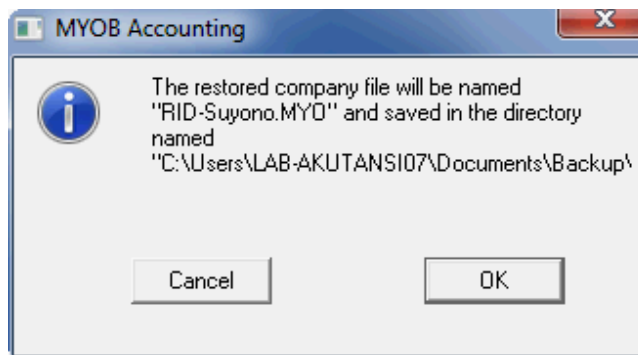 MYOB Accounting
The restored company file will be named
"RID-Suyono.MYO" and saved in the directory
named
"C:\Users\LAB-AKUTANSI07\Documents\Backup\
Cancel
OK